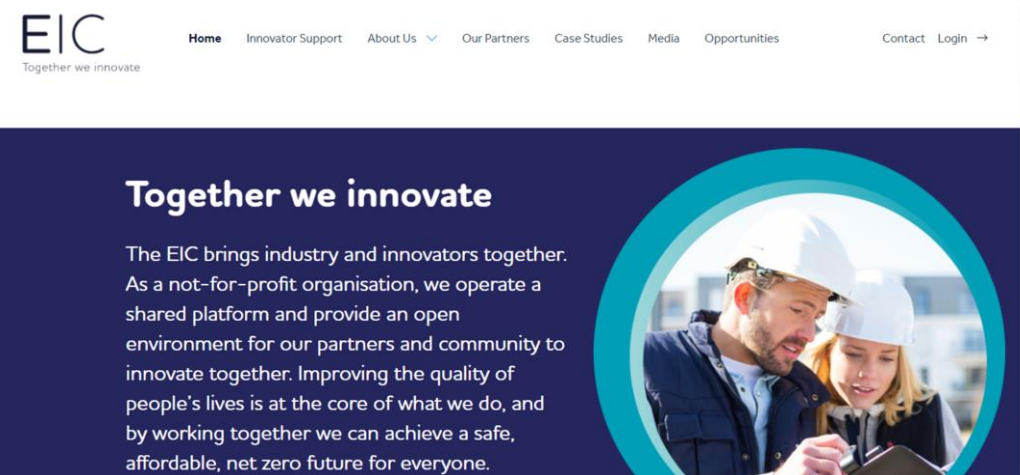 EIC
Together we innovate
Home Innovator Support About Us Our Partners Case Studies Media Opportunities Contact Login →
Together we innovate
The EIC brings industry and innovators together.
As a not-for-profit organisation, we operate a
shared platform and provide an open
environment for our partners and community to
innovate together. Improving the quality of
people's lives is at the core of what we do, and
by working together we can achieve a safe,
affordable, net zero future for everyone.